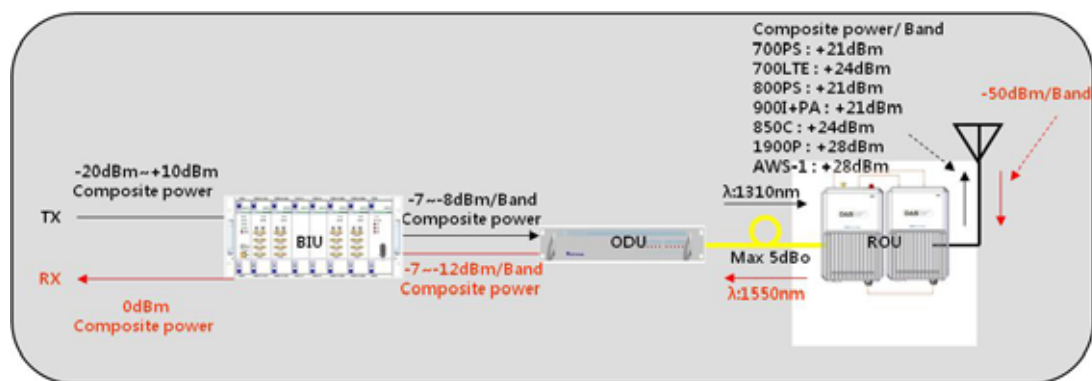 Composite power/ Band
700PS : +21dBm
700LTE : +24dBm
800PS : +21dBm
900I+PA : +21dBm
850C : +24dBm
1900P : +28dBm
AWS-1 : +28dBm
-50dBm/Band
-20dBm~+10dBm
Composite power
-7~-8dBm/Band
Composite power
λ:1310nm
TX
BIU
ODU
ROU
Max 5dBo
RX
-7~-12dBm/Band
Composite power
λ:1550nm
0dBm
Composite power